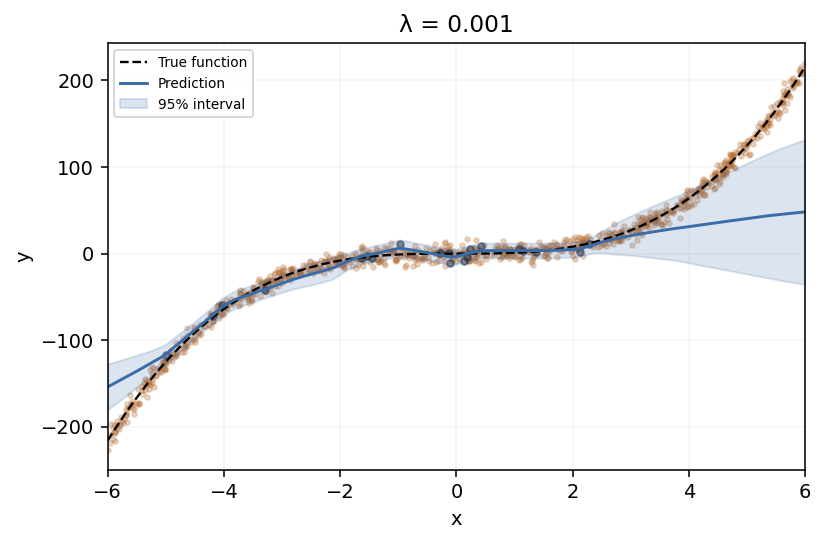 λ = 0.001
True function
Prediction
95% interval
200
100
0
−100
−200
y
−6
−4
−2
0
2
4
6
x